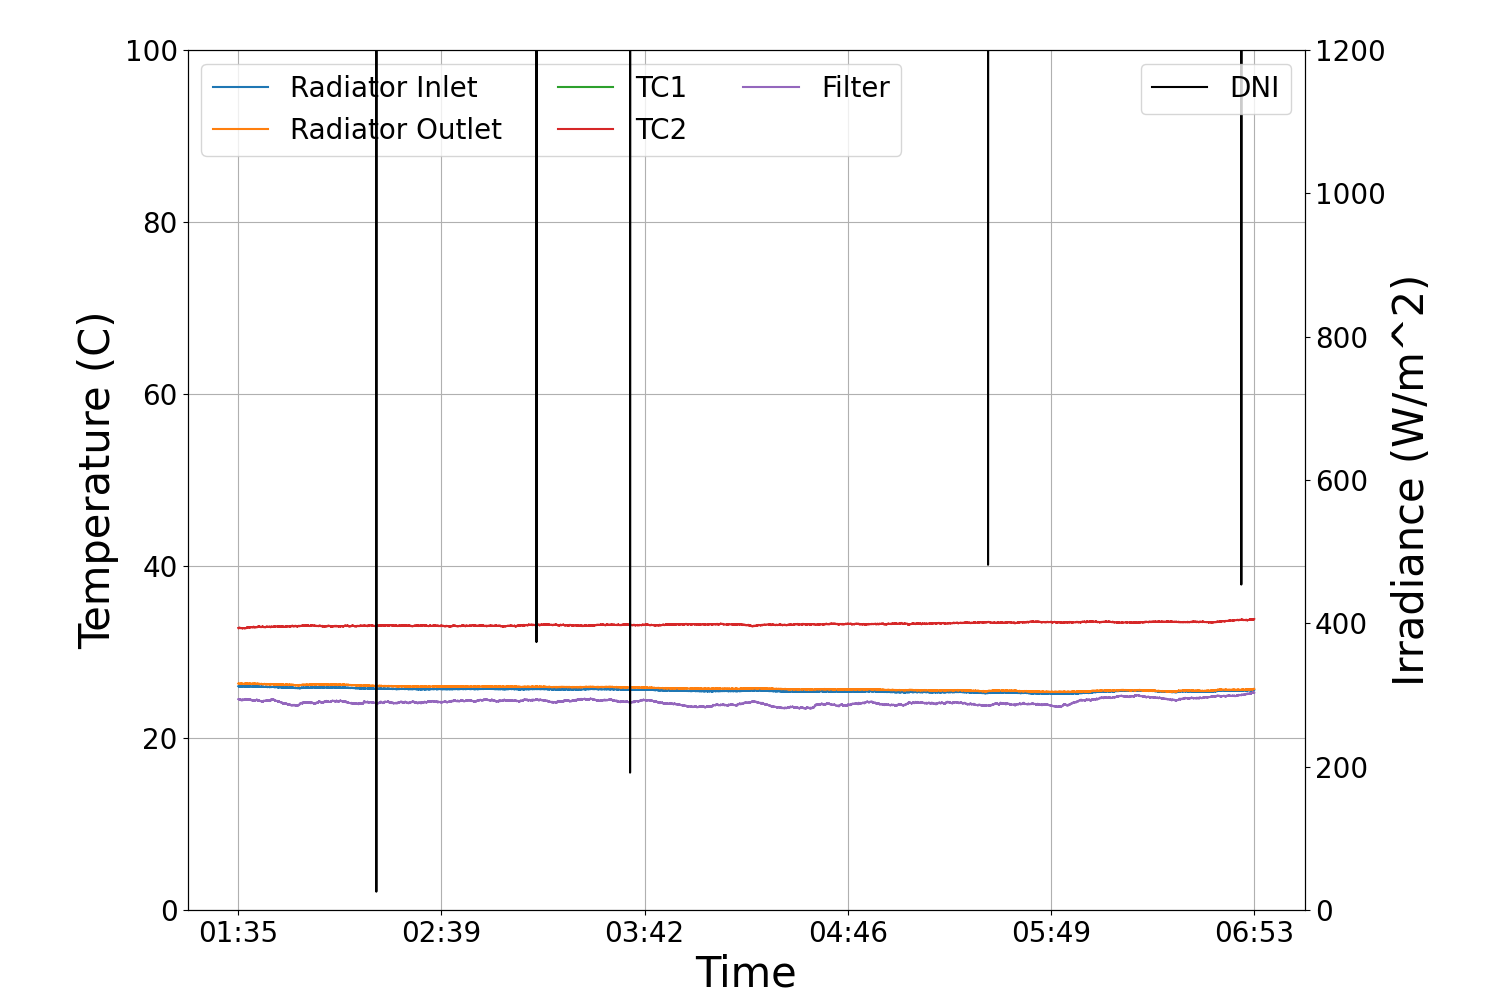 100
80
60
40
20
0
Temperature (C)
Radiator Inlet
Radiator Outlet
TC1
TC2
Filter
DNI
1200
1000
800
600
400
200
0
Irradiance (W/m^2)
01:35 02:39 03:42 04:46 05:49 06:53
Time